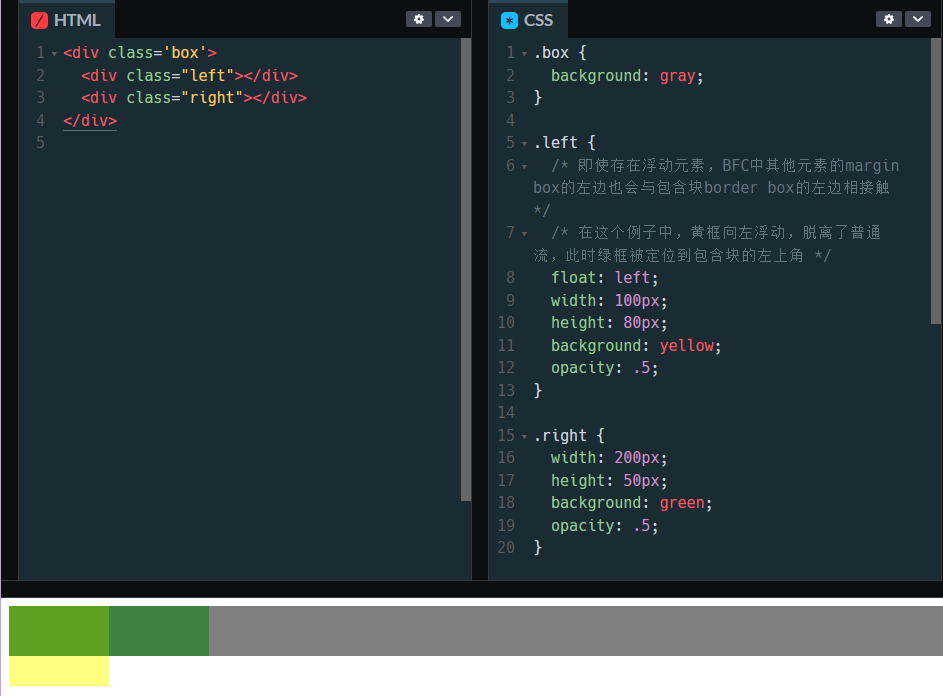 HTML
1 <div class='box'>
2 <div class="left"></div>
3 <div class="right"></div>
4 </div>
5
CSS
1 .box {
2 background: gray;
3 }
4
5 .left {
6 /* 即使存在浮动元素，BFC中其他元素的margin
box的左边也会与包含块border box的左边相接触
*/
7 /* 在这个例子中，黄框向左浮动，脱离了普通
流，此时绿框被定位到包含块的左上角 */
8 float: left;
9 width: 100px;
10 height: 80px;
11 background: yellow;
12 opacity: .5;
13 }
14
15 .right {
16 width: 200px;
17 height: 50px;
18 background: green;
19 opacity: .5;
20 }